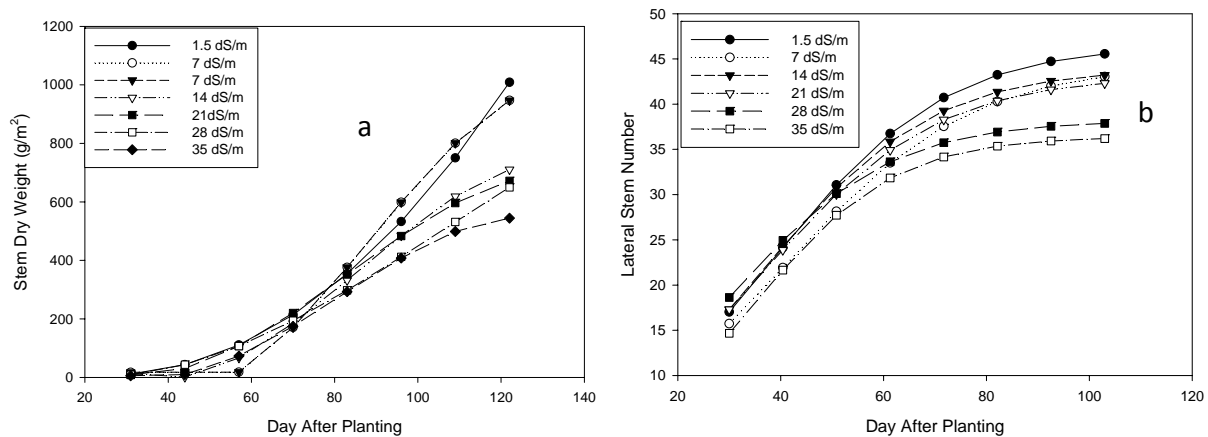 1200
1000
800
600
400
200
0
Stem Dry Weight (g/m²)
1.5 dS/m
7 dS/m
7 dS/m
14 dS/m
21dS/m
28 dS/m
35 dS/m
a
20 40 60 80 100 120 140
Day After Planting
50
45
40
35
30
25
20
15
10
Lateral Stem Number
1.5 dS/m
7 dS/m
14 dS/m
21 dS/m
28 dS/m
35 dS/m
b
20 40 60 80 100 120
Day After Planting